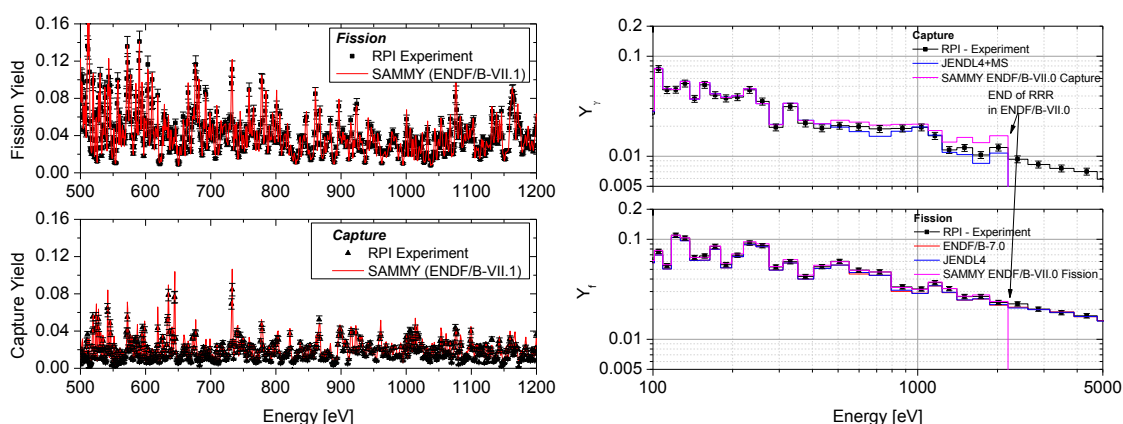 0.16
0.12
0.08
0.04
0.00
Fission Yield
Fission
RPI Experiment
SAMMY (ENDF/B-VII.1)
500 600 700 800 900 1000 1100 1200
0.16
0.12
0.08
0.04
0.00
Capture Yield
Capture
RPI Experiment
SAMMY (ENDF/B-VII.1)
500 600 700 800 900 1000 1100 1200
Energy [eV]
0.2
0.1
0.01
0.005
Yγ
Capture
RPI - Experiment
JENDL4+MS
SAMMY ENDF/B-VII.0 Capture
END of RRR
in ENDF/B-VII.0
0.2
0.1
0.01
0.005
Yf
Fission
RPI - Experiment
ENDF/B-7.0
JENDL4
SAMMY ENDF/B-VII.0 Fission
100 1000 5000
Energy [eV]